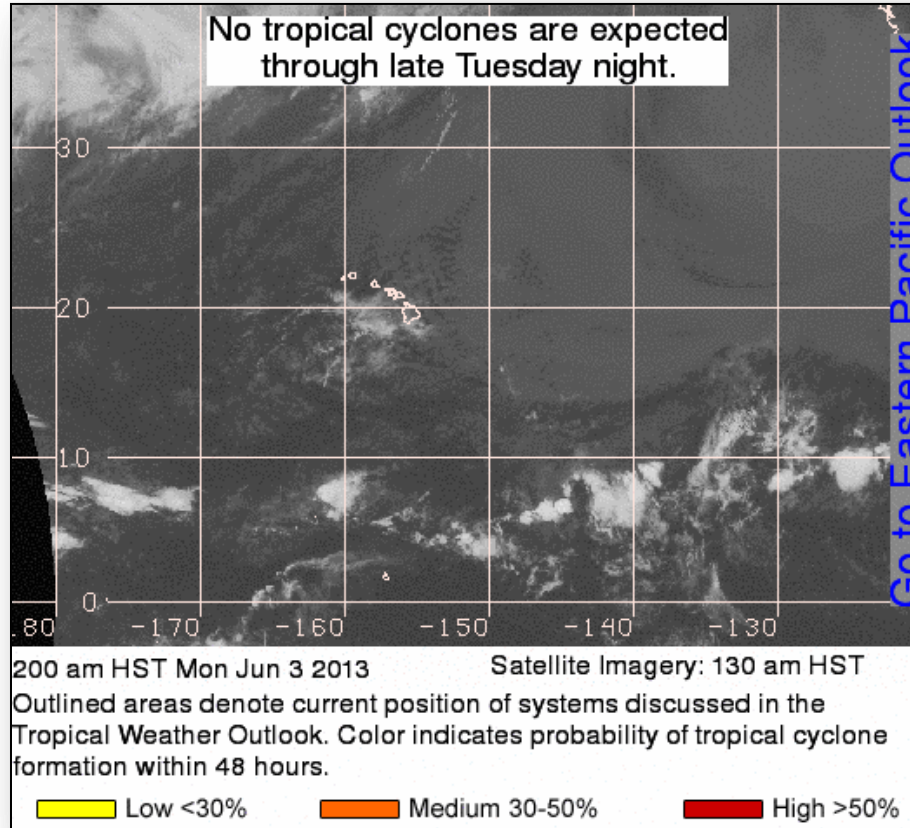 No tropical cyclones are expected
through late Tuesday night.
Go to Eastern Pacific Outlook
30
20
10
0
180 -170 -160 -150 -140 -130
200 am HST Mon Jun 3 2013 Satellite Imagery: 130 am HST
Outlined areas denote current position of systems discussed in the
Tropical Weather Outlook. Color indicates probability of tropical cyclone
formation within 48 hours.
Low <30% Medium 30-50% High >50%